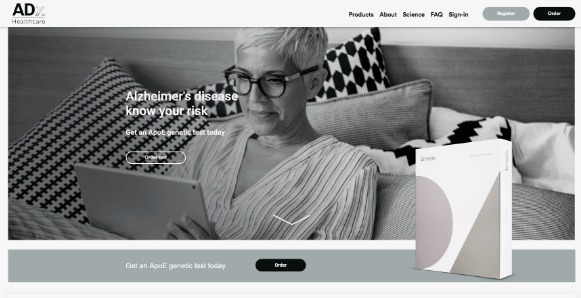 ADx
Healthcare
Products About Science FAQ Sign-in
Register
Order
Alzheimer's disease
know your risk
Get an ApoE genetic test today
Order test
Get an ApoE genetic test today
Order